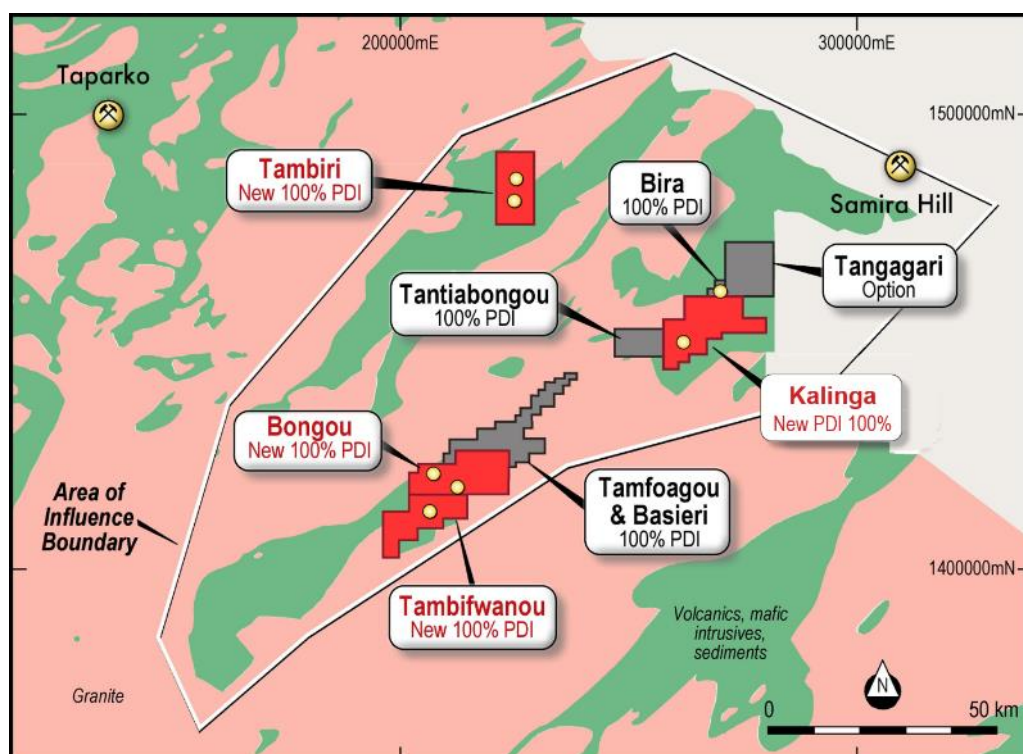 200000mE
300000mE
Taparko
1500000mN
Tambiri
New 100% PDI
Bira
100% PDI
Samira Hill
Tangagari
Option
Tantiabongou
100% PDI
Kalinga
New PDI 100%
Bongou
New 100% PDI
Area of
Influence
Boundary
Tamfoagou
& Basieri
100% PDI
1400000mN
Tambifwanou
New 100% PDI
Volcanics, mafic
intrusives,
sediments
Granite
N
0
50 km